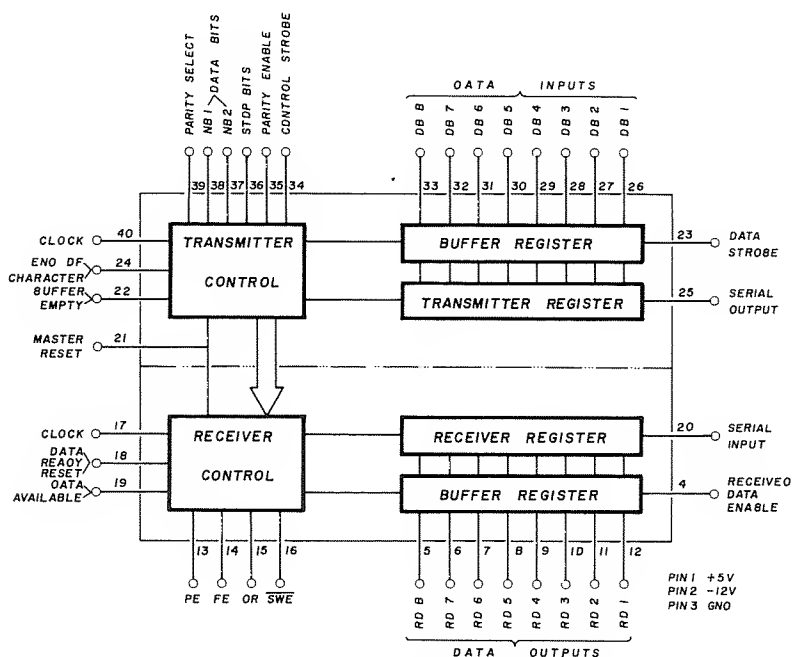 PARITY SELECT
NB 1
NB 2
DATA BITS
STOP BITS
PARITY ENABLE
CONTROL STROBE
39 38 37 36 35 34
DATA INPUTS
DB 8
DB 7
DB 6
DB 5
DB 4
DB 3
DB 2
DB 1
33 32 31 30 29 28 27 26
CLOCK 40
END OF
CHARACTER 24
BUFFER
EMPTY 22
TRANSMITTER
CONTROL
BUFFER REGISTER
23 DATA
STROBE
TRANSMITTER REGISTER
25 SERIAL
OUTPUT
MASTER
RESET 21
CLOCK 17
DATA
READY
RESET 18
DATA
AVAILABLE 19
RECEIVER
CONTROL
RECEIVER REGISTER
20 SERIAL
INPUT
BUFFER REGISTER
4 RECEIVED
DATA
ENABLE
13 14 15 16
PE FE OR SWE
5 6 7 8 9 10 11 12
RD 8
RD 7
RD 6
RD 5
RD 4
RD 3
RD 2
RD 1
DATA OUTPUTS
PIN 1 +5V
PIN 2 -12V
PIN 3 GND